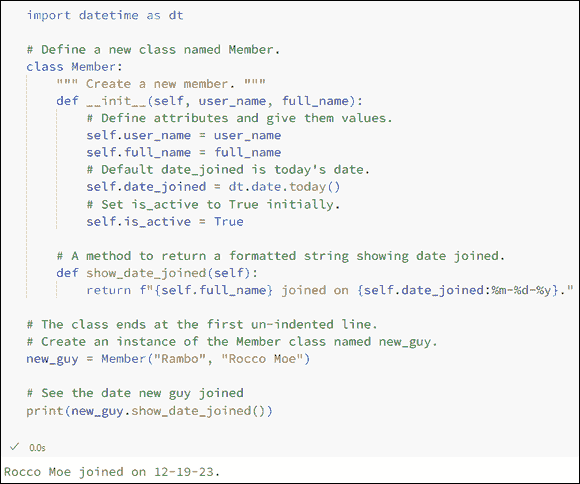 import datetime as dt
# Define a new class named Member.
class Member:
    """ Create a new member. """
    def __init__(self, user_name, full_name):
        # Define attributes and give them values.
        self.user_name = user_name
        self.full_name = full_name
        # Default date_joined is today's date.
        self.date_joined = dt.date.today()
        # Set is_active to True initially.
        self.is_active = True
    # A method to return a formatted string showing date joined.
    def show_date_joined(self):
        return f"{self.full_name} joined on {self.date_joined:%m-%d-%y}."
# The class ends at the first un-indented line.
# Create an instance of the Member class named new_guy.
new_guy = Member("Rambo", "Rocco Moe")
# See the date new guy joined
print(new_guy.show_date_joined())
✓ 0.0s
Rocco Moe joined on 12-19-23.